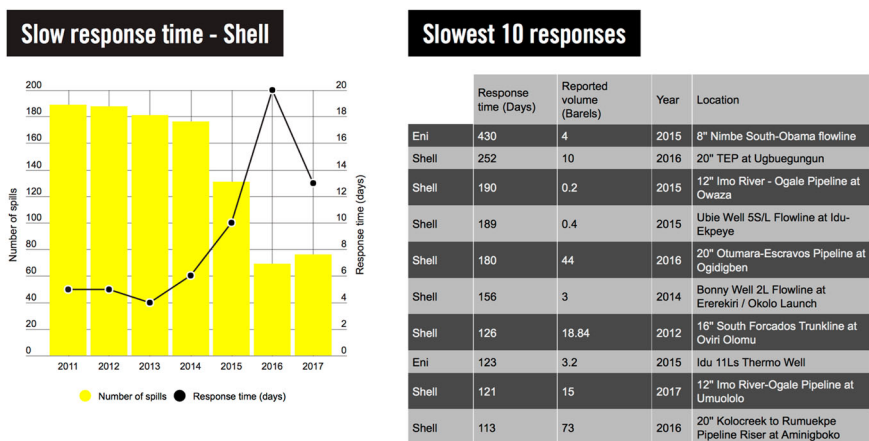 Slow response time - Shell
200
180
160
140
120
100
80
60
40
20
0
Number of spills
20
18
16
14
12
10
8
6
4
2
0
Response time (days)
2011 2012 2013 2014 2015 2016 2017
Number of spills Response time (days)
Slowest 10 responses
Response time (Days) Reported volume (Barels) Year Location
Eni 430 4 2015 8" Nimbe South-Obama flowline
Shell 252 10 2016 20" TEP at Ugbuegungun
Shell 190 0.2 2015 12" Imo River - Ogale Pipeline at
Owaza
Shell 189 0.4 2015 Ubie Well 5S/L Flowline at Idu-
Ekpeye
Shell 180 44 2016 20" Otumara-Escravos Pipeline at
Ogidigben
Shell 156 3 2014 Bonny Well 2L Flowline at
Ererekiri / Okolo Launch
Shell 126 18.84 2012 16" South Forcados Trunkline at
Oviri Olomu
Eni 123 3.2 2015 Idu 11Ls Thermo Well
Shell 121 15 2017 12" Imo River-Ogale Pipeline at
Umuololo
Shell 113 73 2016 20" Kolocreek to Rumuekpe
Pipeline Riser at Aminigboko